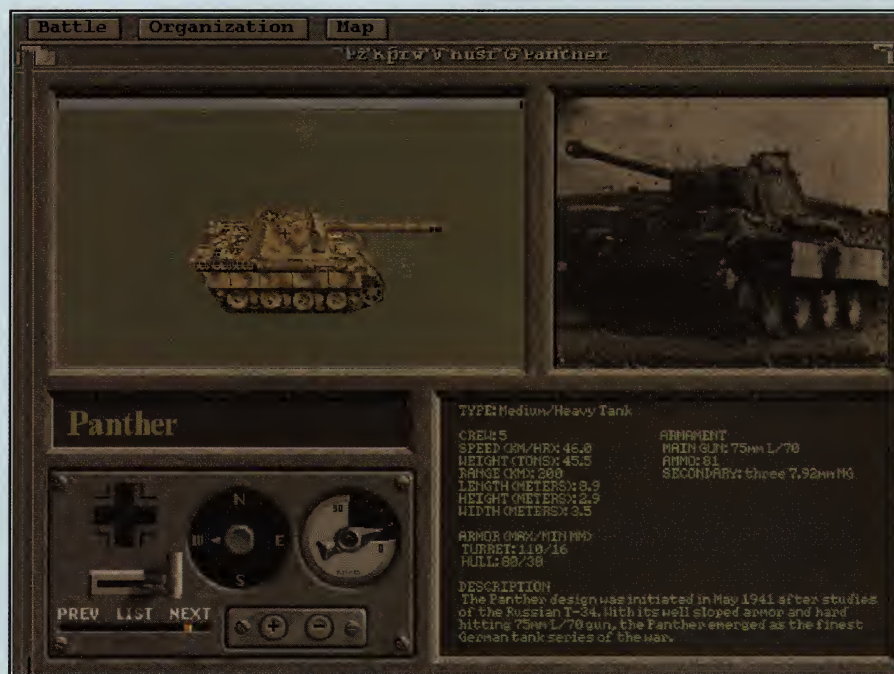 Battle Organization Map
Panther
Panther
TYPE: Medium/Heavy Tank
CREW: 5
SPEED (KM/HR): 46.0
WEIGHT (TONS): 45.5
RANGE (KM): 200
LENGTH (METERS): 8.9
HEIGHT (METERS): 2.9
WIDTH (METERS): 3.5
ARMAMENT
MAIN GUN: 75mm L/70
AMMO: 81
SECONDARY: three 7.92mm MG
ARMOR (MAX/MIN MM)
TURRET: 110/16
HULL: 80/30
DESCRIPTION
The Panther design was initiated in May 1941 after studies
of the Russian T-34. With its well sloped armor and hard
hitting 75mm L/70 gun, the Panther emerged as the finest
German tank series of the war.
N
W E
S
50
0
PREV LIST NEXT
+ −